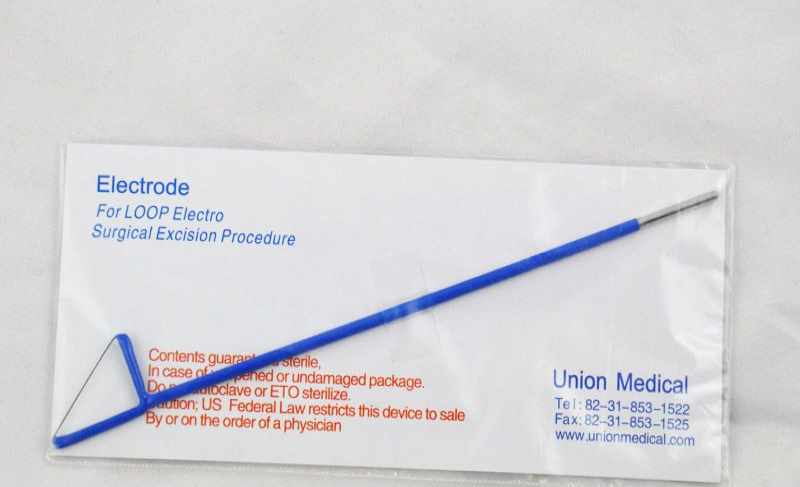 Electrode
For LOOP Electro
Surgical Excision Procedure
Contents sterile,
In case of or undamaged package.
Do autoclave or ETO sterilize.
US Federal Law restricts this device to sale
By or on the order of a physician
Union Medical
Tel: 82-31-853-1522
Fax: 82-31-853-1525
www.unionmedical.com